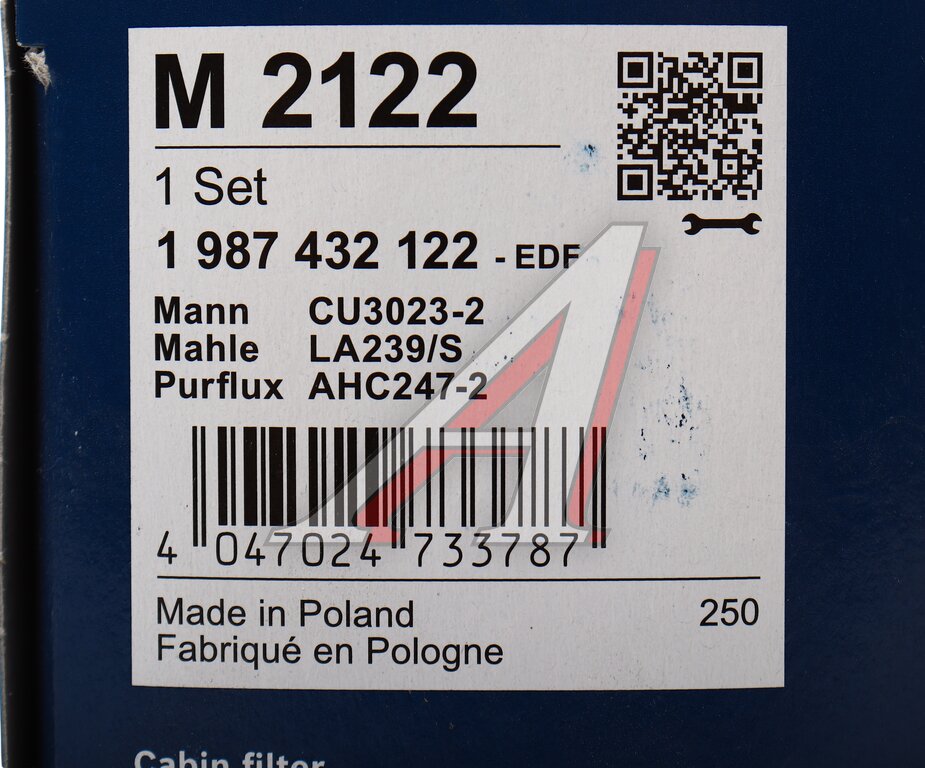 M 2122
1 Set
1 987 432 122 - EDE
Mann CU3023-2
Mahle LA239/S
Purflux AHC247-2
4 047024 733787
Made in Poland 250
Fabriqué en Pologne
Cabin filter